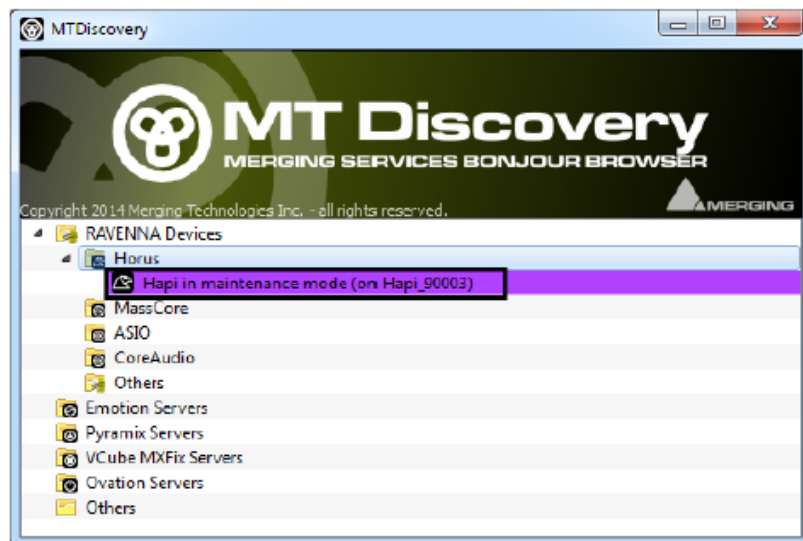 MTDiscovery
MT Discovery
MERGING SERVICES BONJOUR BROWSER
Copyright 2014 Merging Technologies Inc. - all rights reserved.
MERGING
RAVENNA Devices
Horus
Hapi in maintenance mode (on Hapi_90003)
MassCore
ASIO
CoreAudio
Others
Emotion Servers
Pyramix Servers
VCube MXFix Servers
Ovation Servers
Others